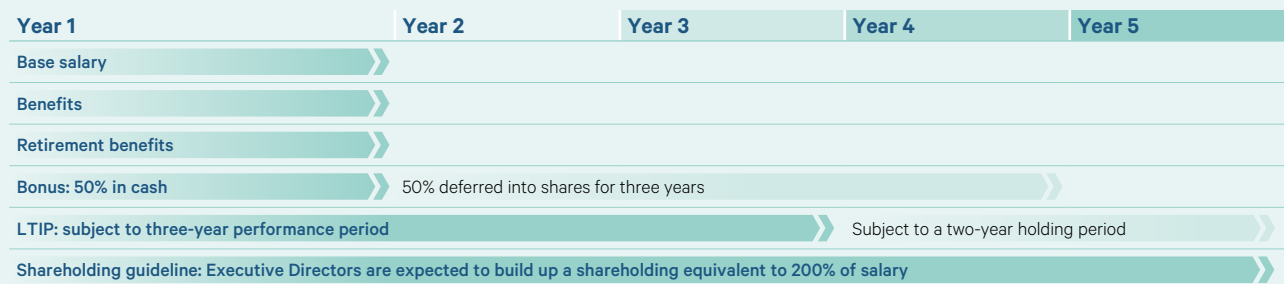 Year 1 Year 2 Year 3 Year 4 Year 5
Base salary
Benefits
Retirement benefits
Bonus: 50% in cash 50% deferred into shares for three years
LTIP: subject to three-year performance period Subject to a two-year holding period
Shareholding guideline: Executive Directors are expected to build up a shareholding equivalent to 200% of salary